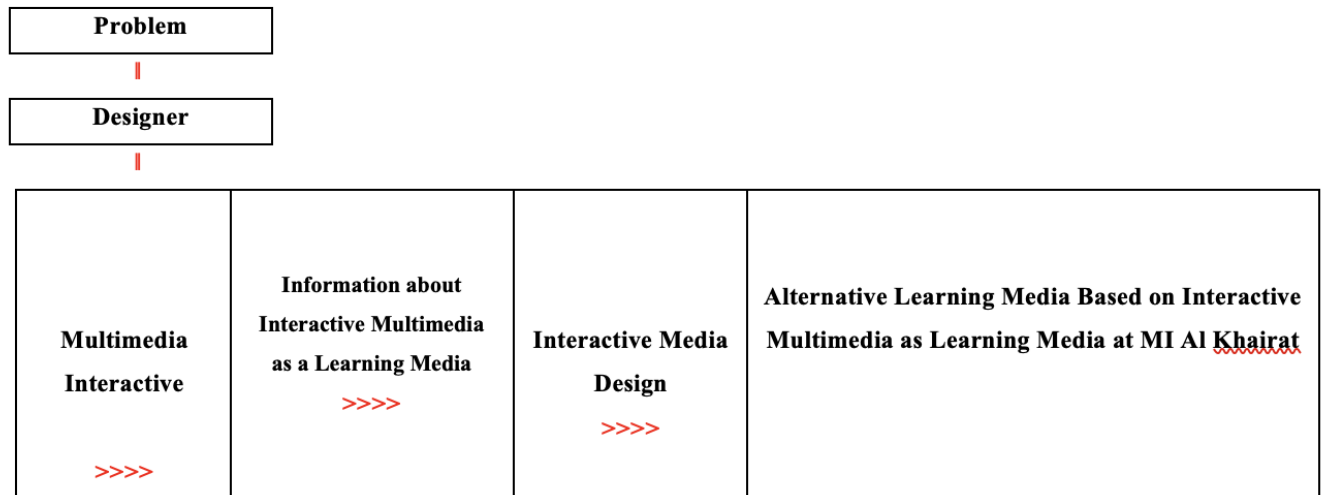 Problem
||
Designer
||
Multimedia
Interactive
>>>>
Information about
Interactive Multimedia
as a Learning Media
>>>>
Interactive Media
Design
>>>>
Alternative Learning Media Based on Interactive
Multimedia as Learning Media at MI Al Khairat